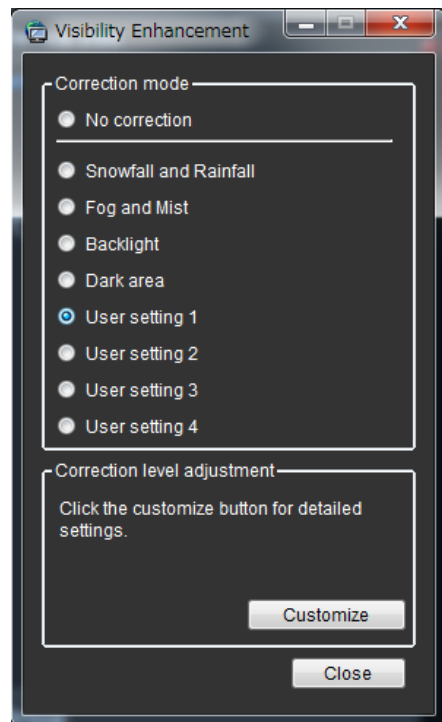 Visibility Enhancement
Correction mode
No correction
Snowfall and Rainfall
Fog and Mist
Backlight
Dark area
User setting 1
User setting 2
User setting 3
User setting 4
Correction level adjustment
Click the customize button for detailed
settings.
Customize
Close